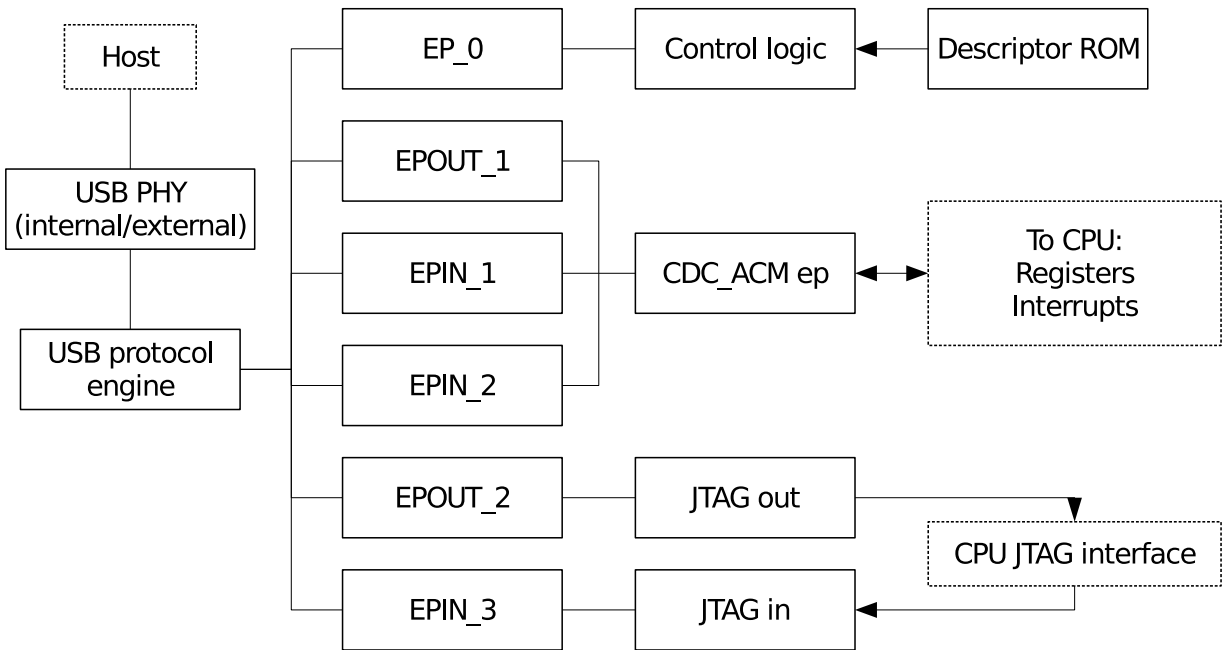 Host
USB PHY
(internal/external)
USB protocol
engine
EP_0
Control logic
Descriptor ROM
EPOUT_1
EPIN_1
CDC_ACM ep
To CPU:
Registers
Interrupts
EPIN_2
EPOUT_2
JTAG out
CPU JTAG interface
EPIN_3
JTAG in